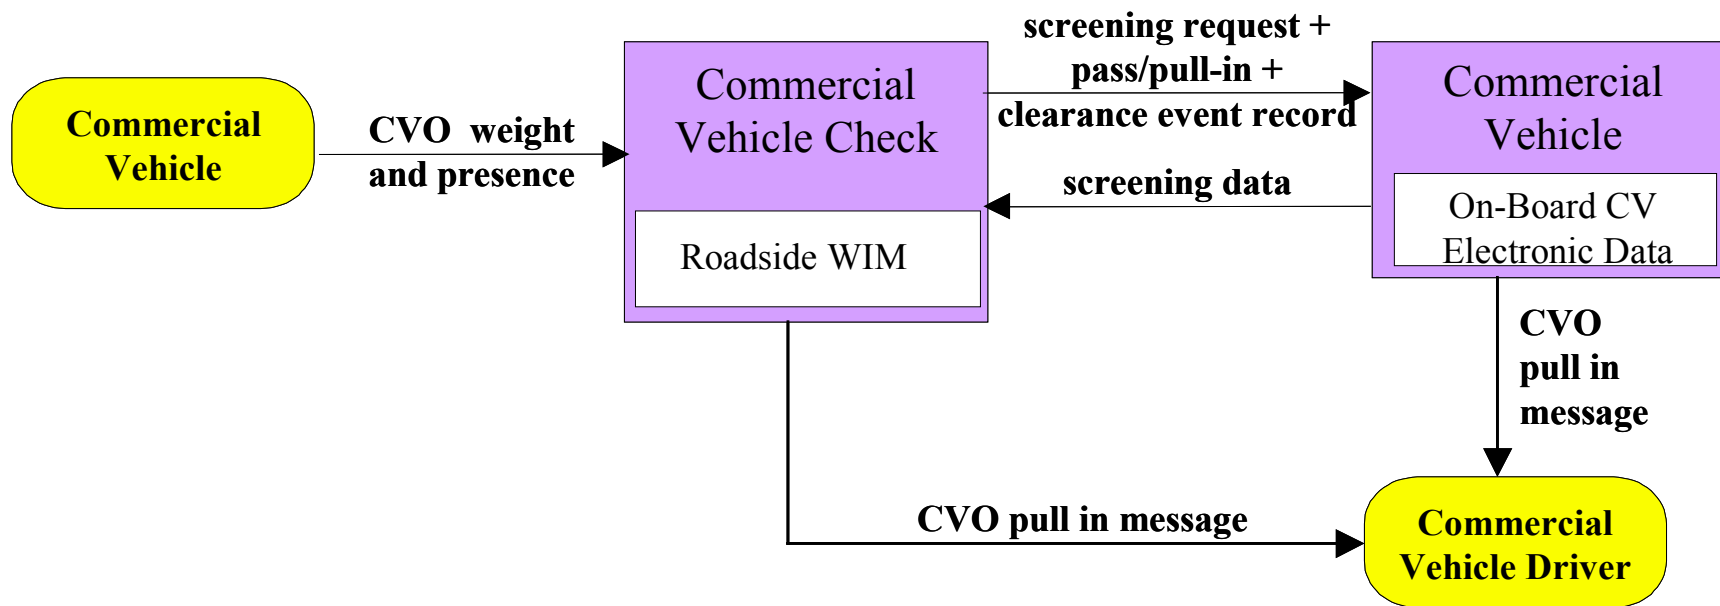 Commercial
Vehicle
CVO weight
and presence
Commercial
Vehicle Check
Roadside WIM
screening request +
pass/pull-in +
clearance event record
screening data
Commercial
Vehicle
On-Board CV
Electronic Data
CVO
pull in
message
CVO pull in message
Commercial
Vehicle Driver